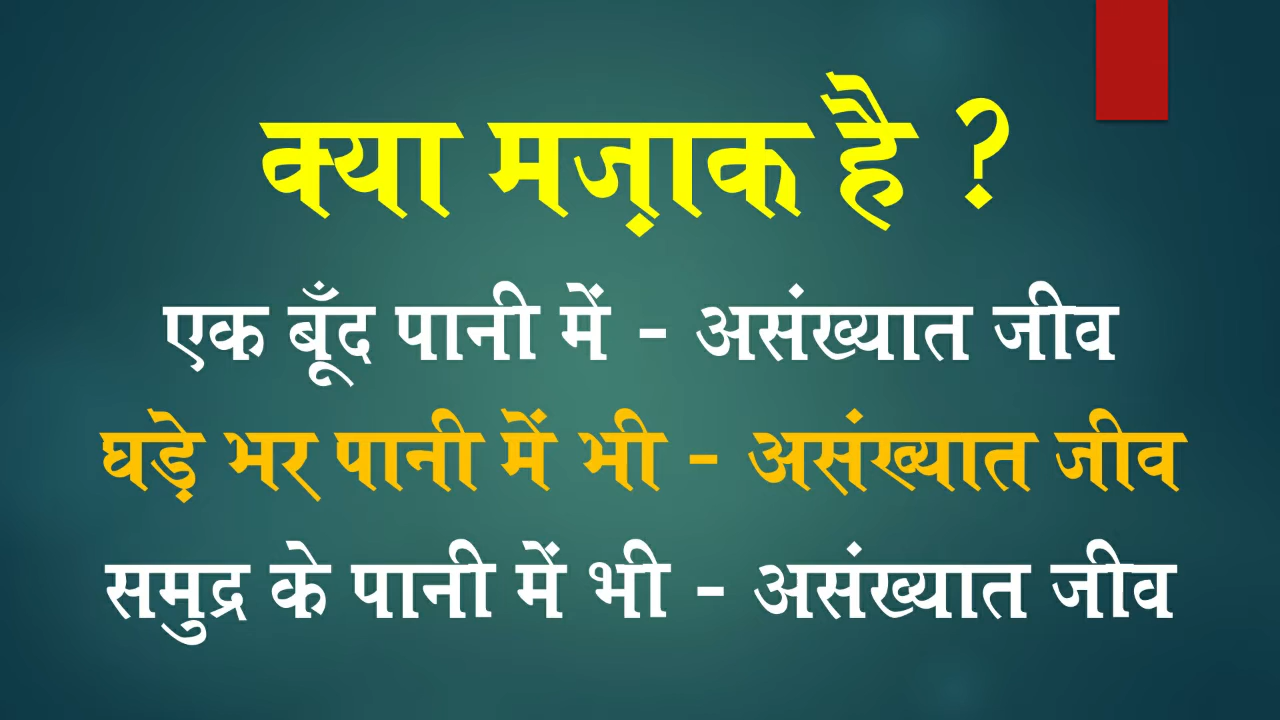 क्या मज़ाक है ?
एक बूँद पानी में - असंख्यात जीव
घड़े भर पानी में भी - असंख्यात जीव
समुद्र के पानी में भी - असंख्यात जीव